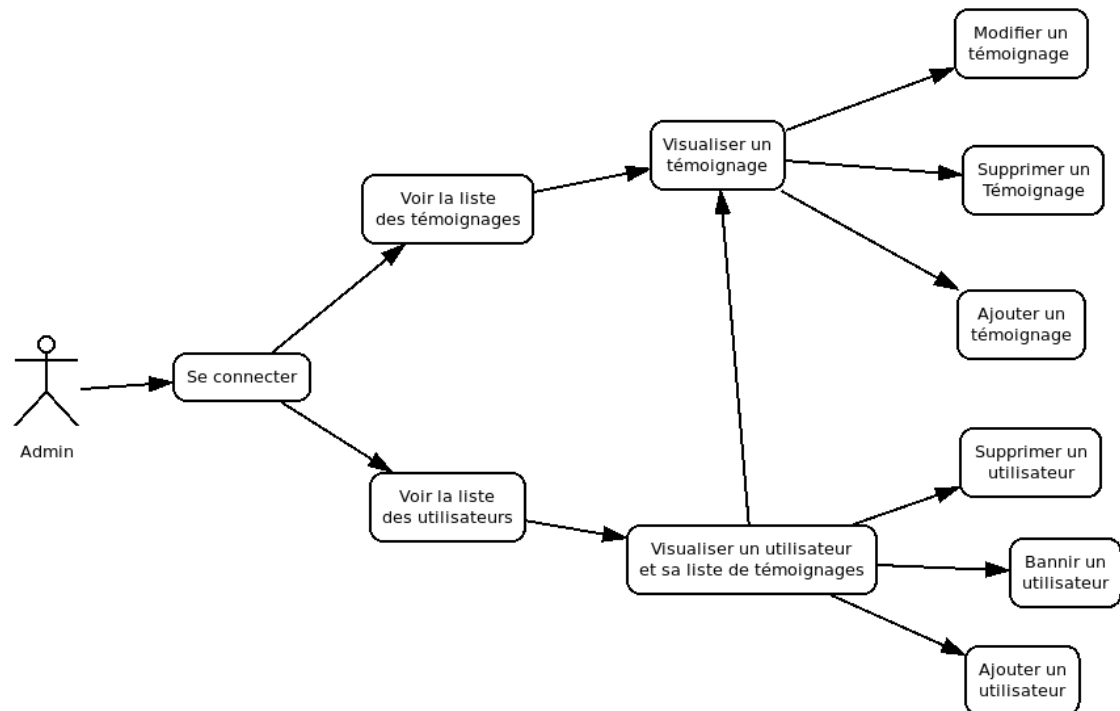 Modifier un
témoignage
Visualiser un
témoignage
Supprimer un
Témoignage
Voir la liste
des témoignages
Ajouter un
témoignage
Se connecter
Admin
Supprimer un
utilisateur
Voir la liste
des utilisateurs
Visualiser un utilisateur
et sa liste de témoignages
Bannir un
utilisateur
Ajouter un
utilisateur